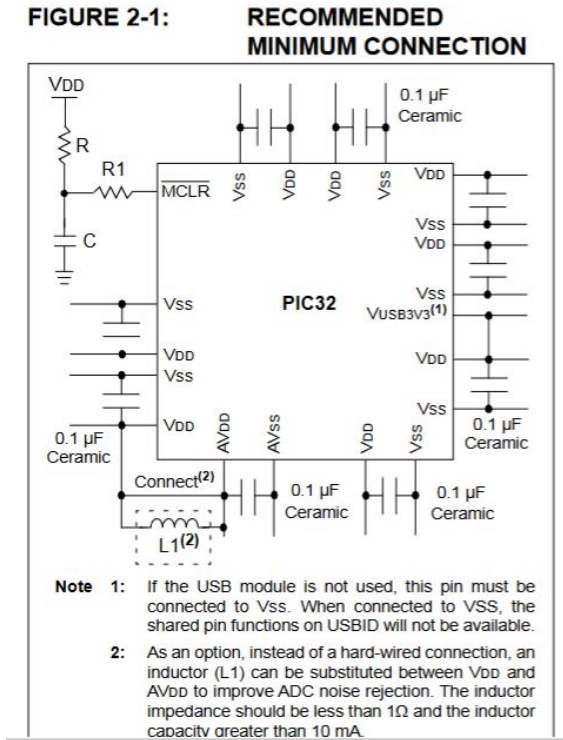 FIGURE 2-1: RECOMMENDED
MINIMUM CONNECTION
VDD
0.1 µF
Ceramic
R
R1
MCLR
VSS
VDD
VDD
VSS
VDD
VSS
VDD
C
VSS
PIC32
VSS
VUSB3V3(1)
VDD
VSS
VDD
VDD
AVDD
AVSS
VDD
VSS
VSS
0.1 µF
Ceramic
0.1 µF
Ceramic
Connect(2)
0.1 µF
Ceramic
0.1 µF
Ceramic
L1(2)
Note 1: If the USB module is not used, this pin must be
connected to Vss. When connected to VSS, the
shared pin functions on USBID will not be available.
2: As an option, instead of a hard-wired connection, an
inductor (L1) can be substituted between VDD and
AVDD to improve ADC noise rejection. The inductor
impedance should be less than 1Ω and the inductor
capacity greater than 10 mA.